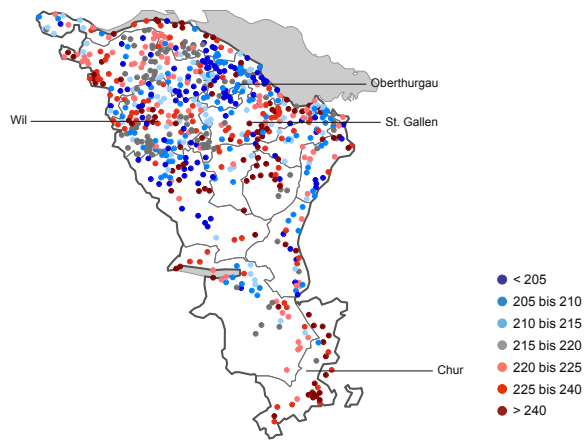 Oberthurgau
Wil
St. Gallen
< 205
205 bis 210
210 bis 215
215 bis 220
220 bis 225
225 bis 240
> 240
Chur